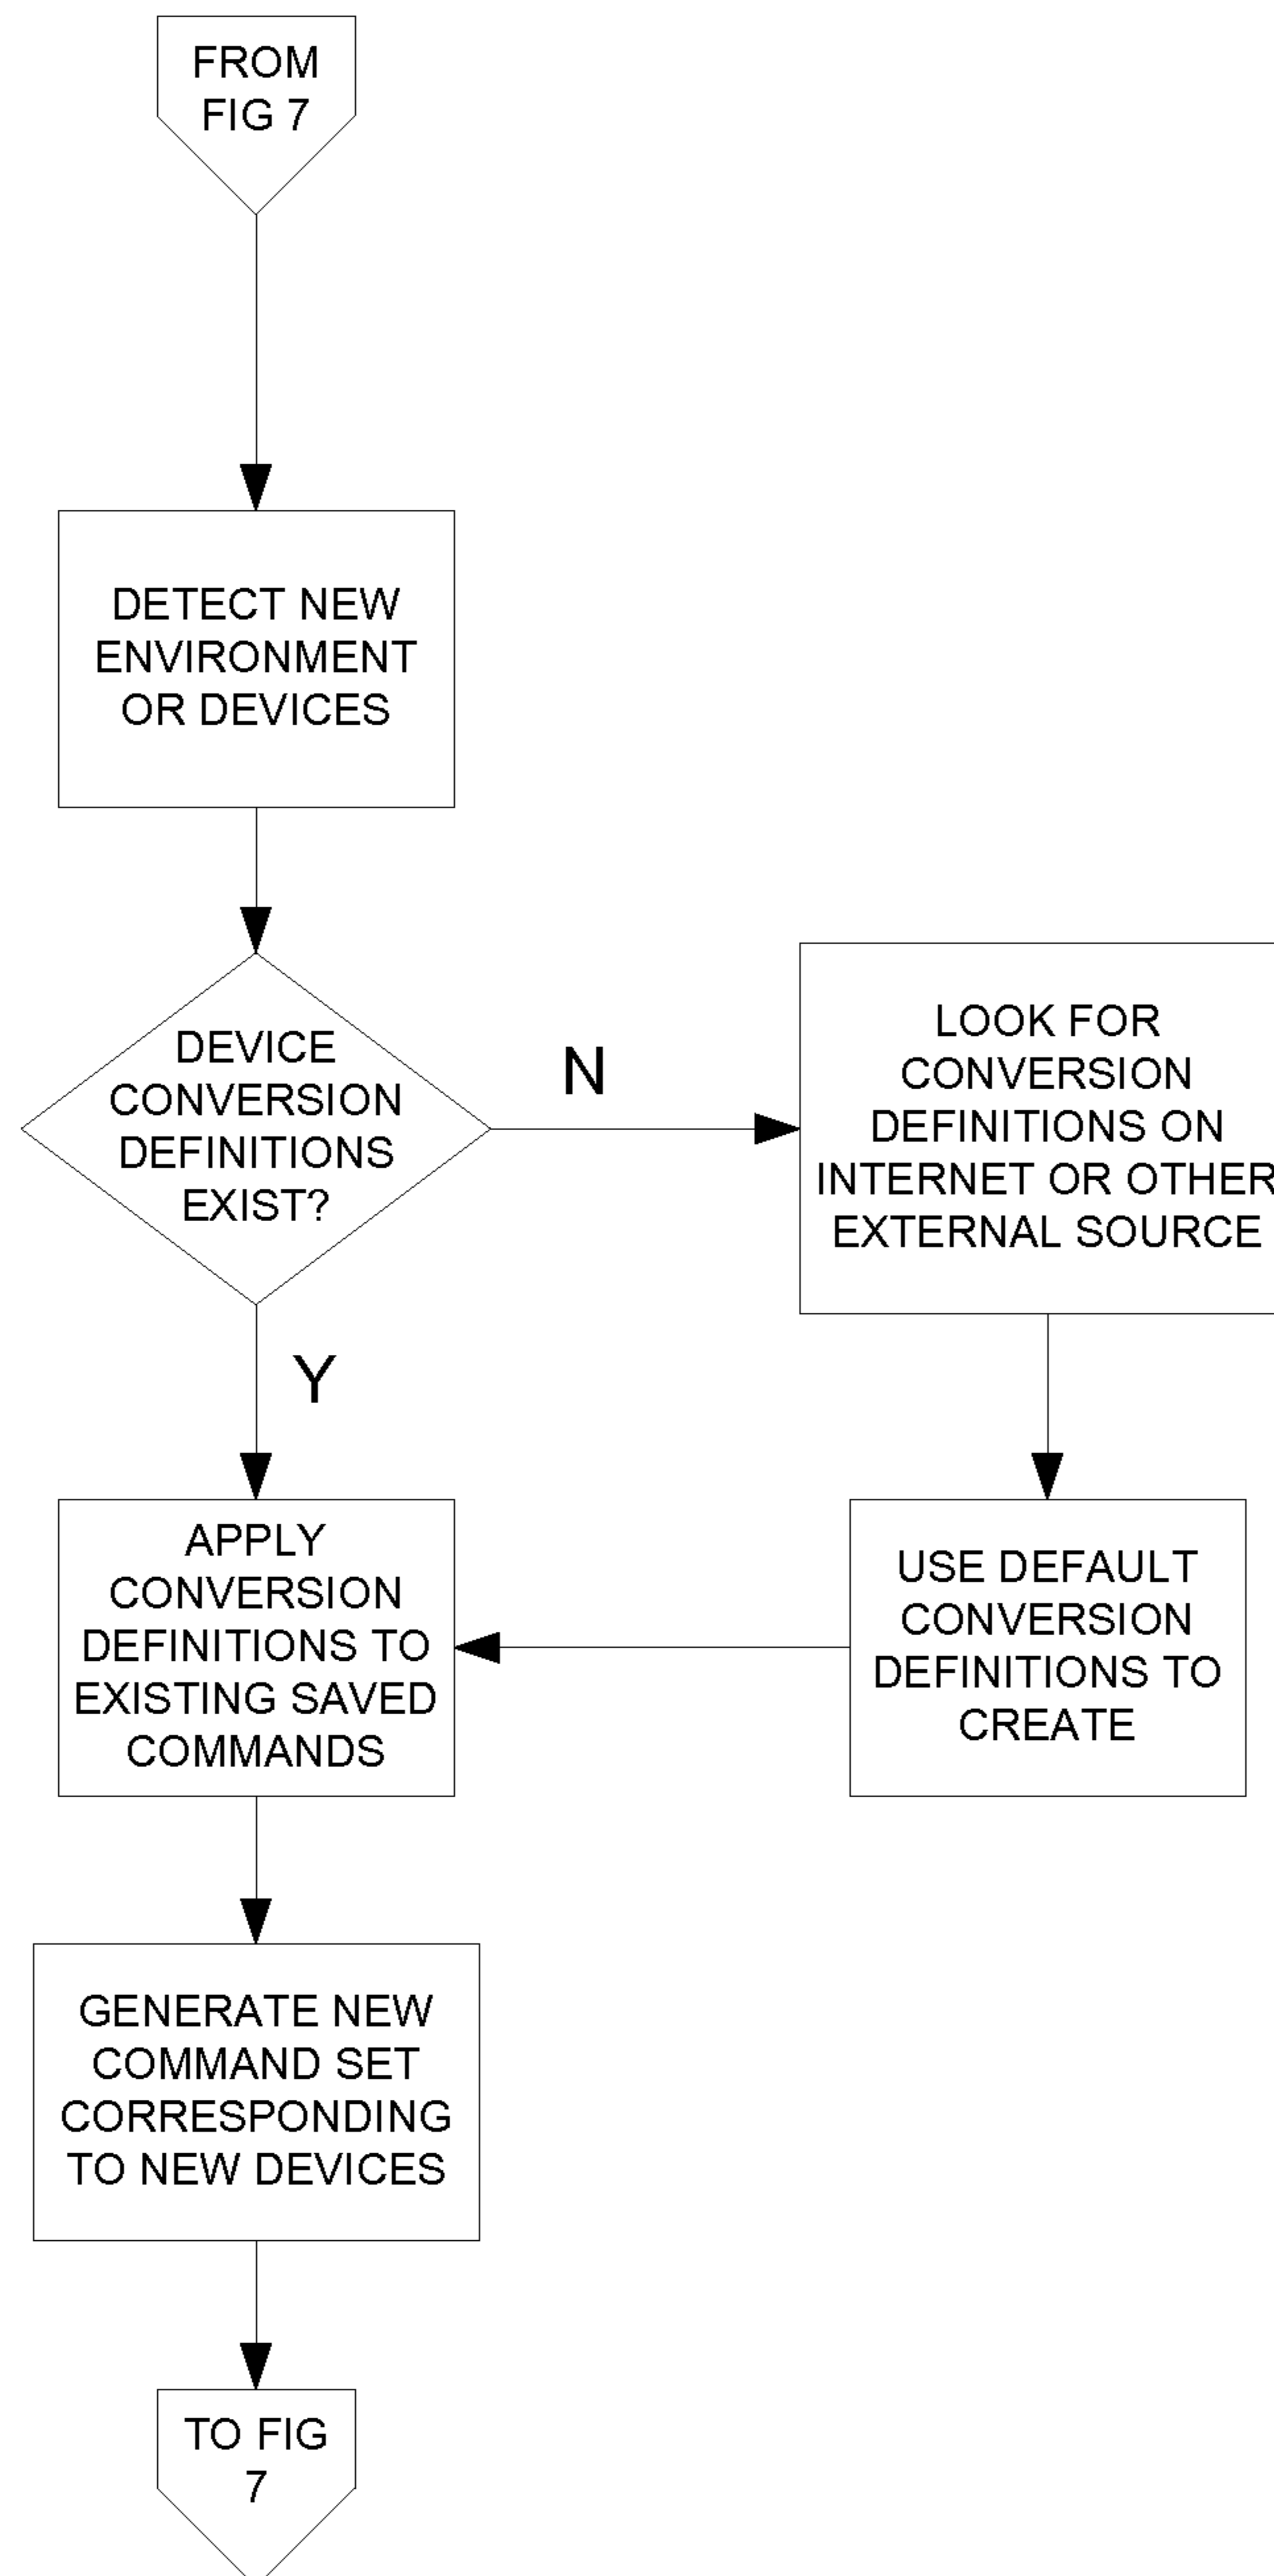 FROM
FIG 7
DETECT NEW
ENVIRONMENT
OR DEVICES
DEVICE
CONVERSION
DEFINITIONS
EXIST?
N
LOOK FOR
CONVERSION
DEFINITIONS ON
INTERNET OR OTHER
EXTERNAL SOURCE
Y
APPLY
CONVERSION
DEFINITIONS TO
EXISTING SAVED
COMMANDS
USE DEFAULT
CONVERSION
DEFINITIONS TO
CREATE
GENERATE NEW
COMMAND SET
CORRESPONDING
TO NEW DEVICES
TO FIG
7